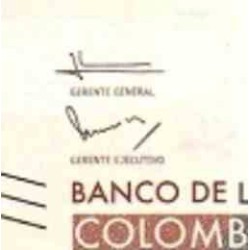 GERENTE GENERAL
GERENTE EJECUTIVO
BANCO DE L
COLOMB